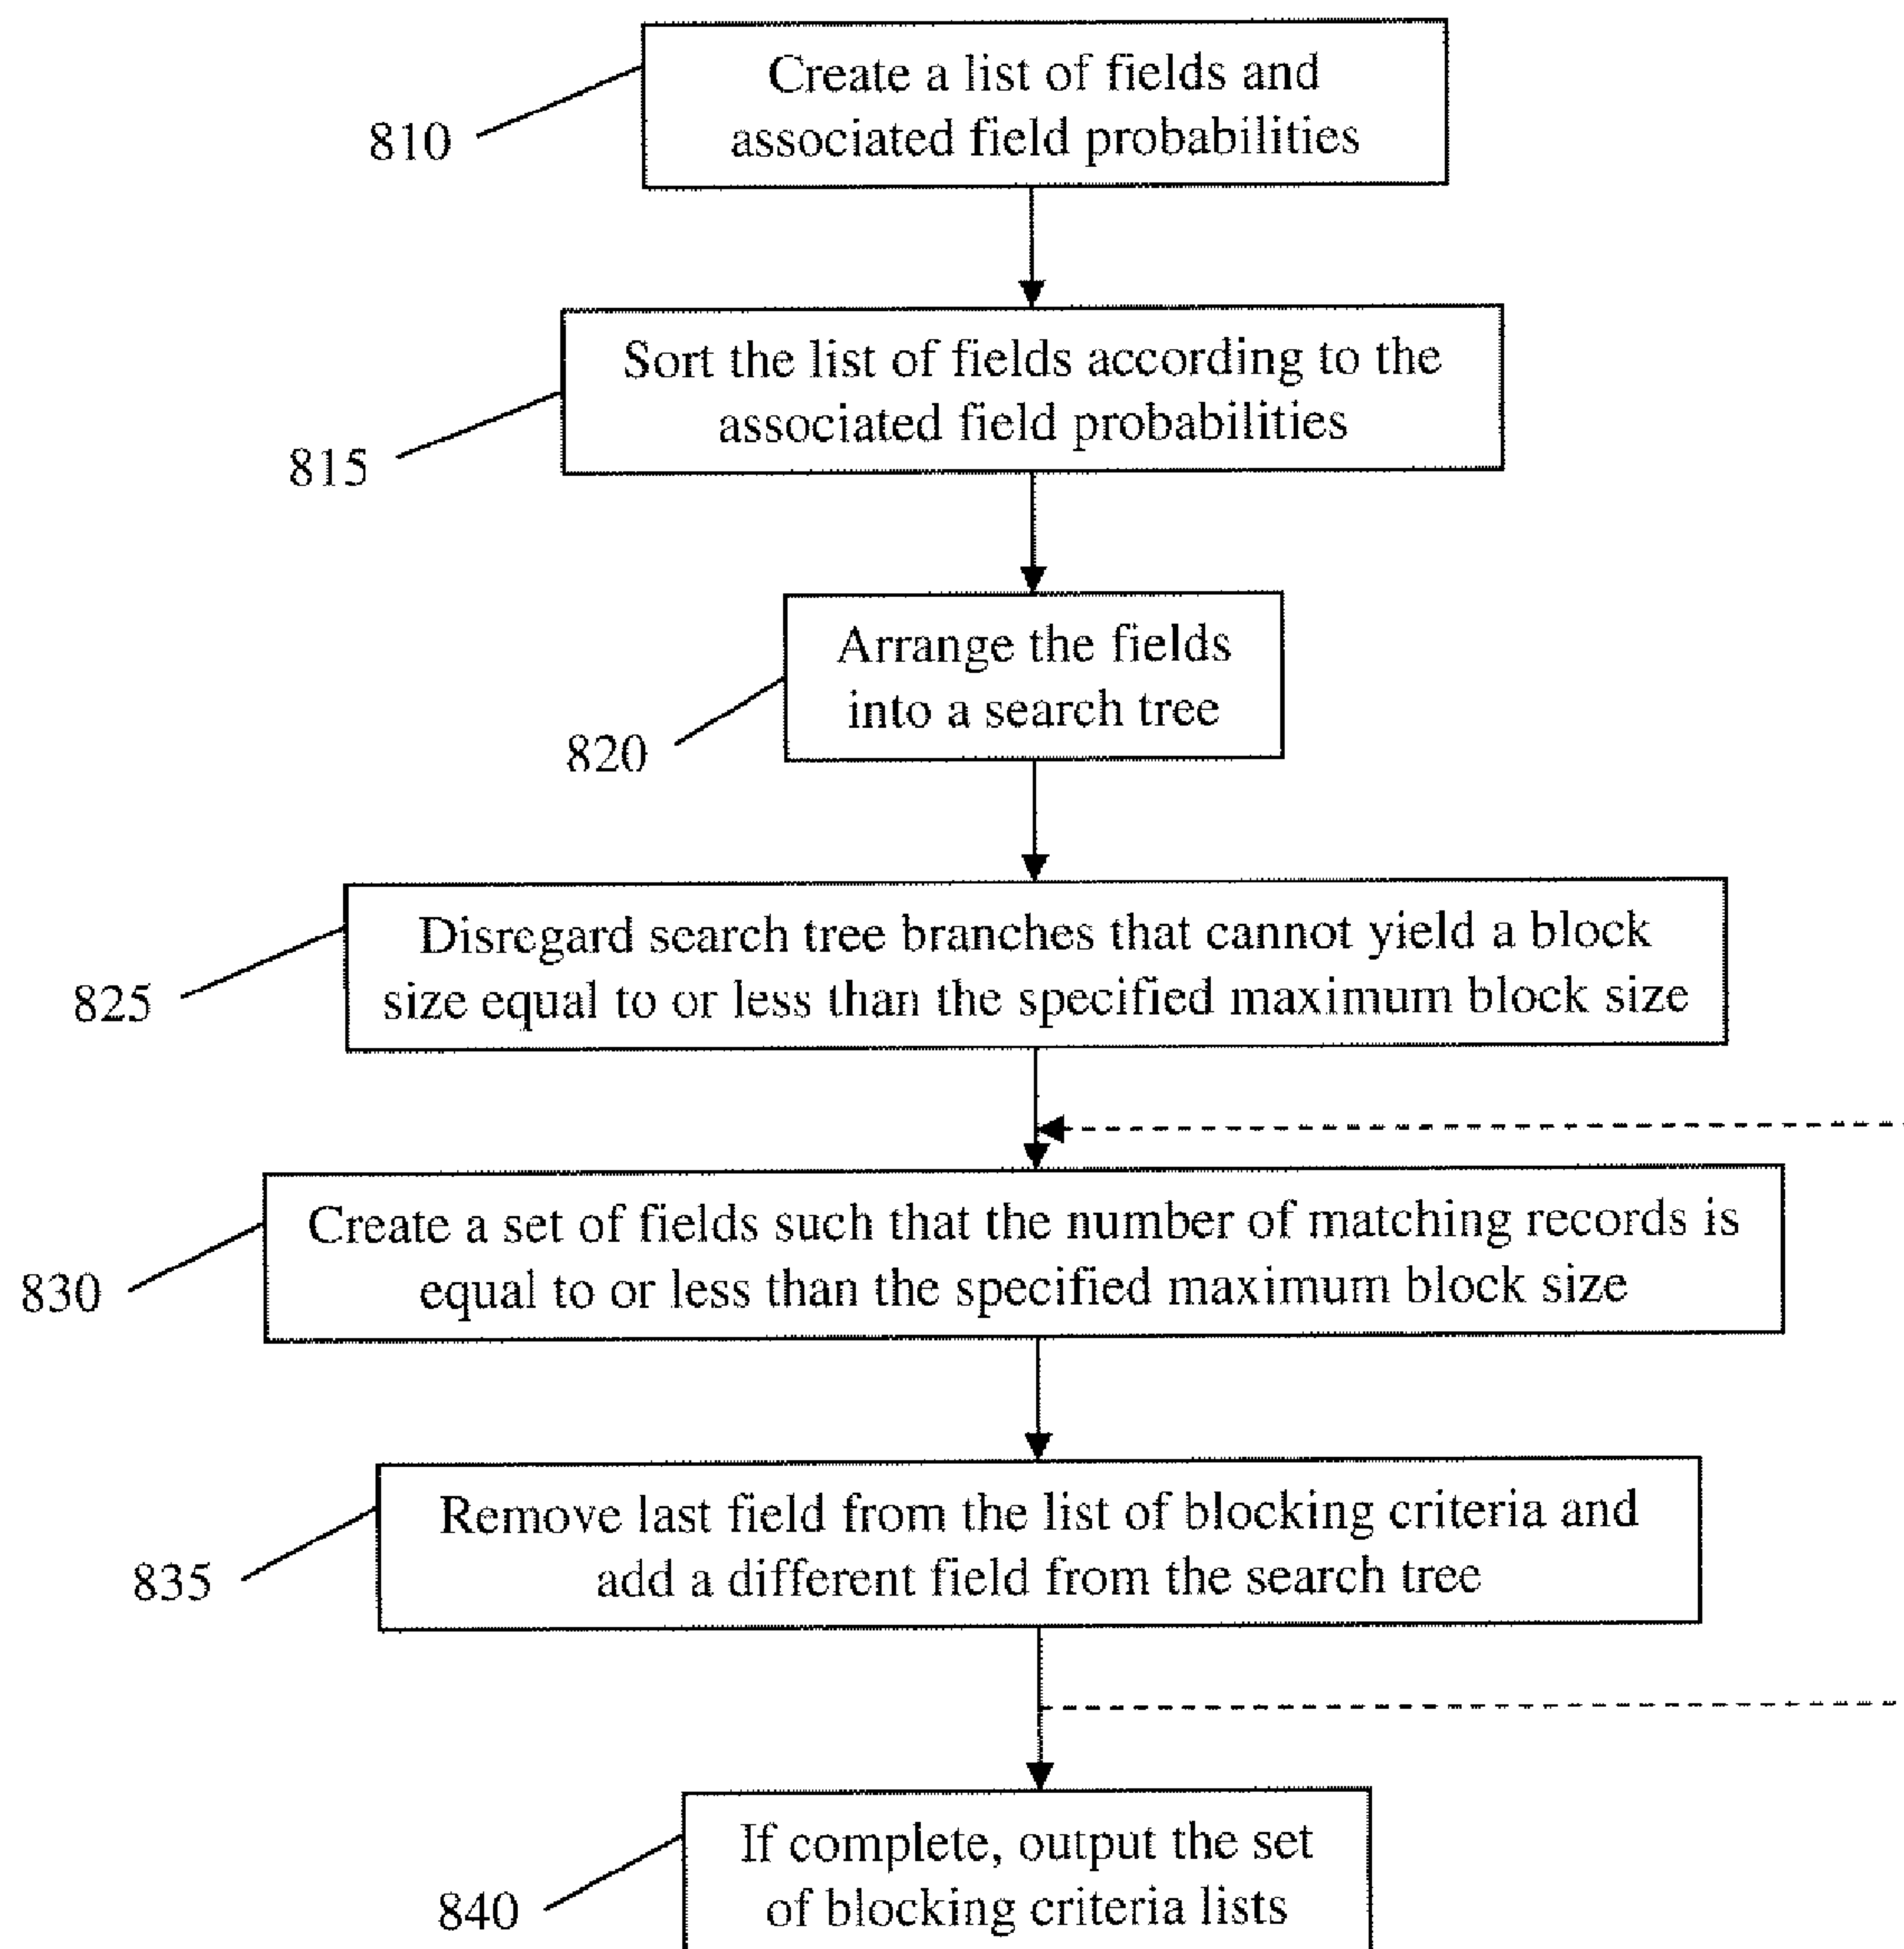 Create a list of fields and
associated field probabilities
810
Sort the list of fields according to the
associated field probabilities
815
Arrange the fields
into a search tree
820
Disregard search tree branches that cannot yield a block
size equal to or less than the specified maximum block size
825
Create a set of fields such that the number of matching records is
equal to or less than the specified maximum block size
830
Remove last field from the list of blocking criteria and
add a different field from the search tree
835
If complete, output the set
of blocking criteria lists
840